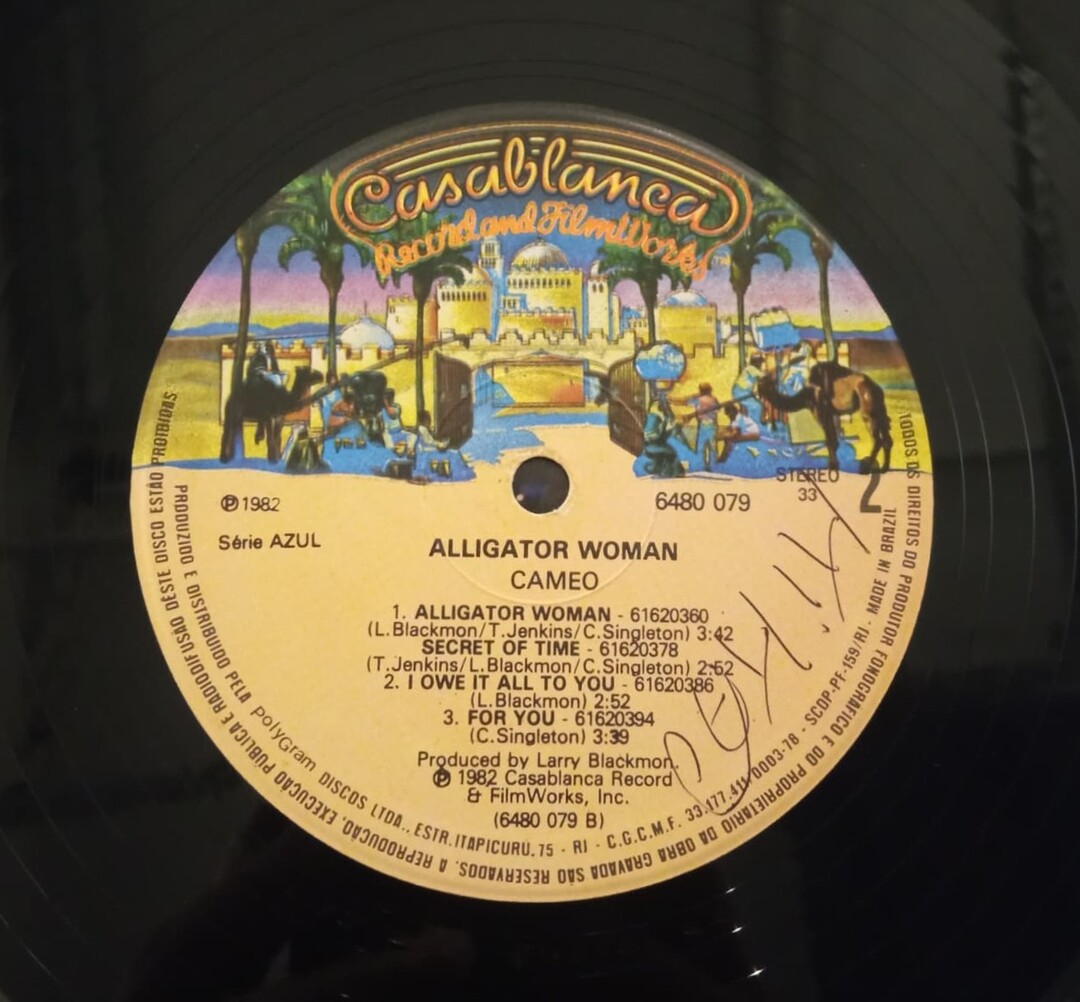 Casablanca
Record and FilmWorks
℗ 1982
6480 079
STEREO
33
2
Série AZUL
ALLIGATOR WOMAN
CAMEO
1. ALLIGATOR WOMAN - 61620360
(L.Blackmon/T.Jenkins/C.Singleton) 3:42
SECRET OF TIME - 61620378
(T.Jenkins/L.Blackmon/C.Singleton) 2:52
2. I OWE IT ALL TO YOU - 61620386
(L.Blackmon) 2:52
3. FOR YOU - 61620394
(C.Singleton) 3:39
Produced by Larry Blackmon.
℗ 1982 Casablanca Record
& FilmWorks, Inc.
(6480 079 B)
PRODUZIDO E DISTRIBUIDO PELA polyGram DISCOS LTDA., ESTR. ITAPICURU, 75 - RJ - C.G.C.M.F. 33.177.411/0003-78 - SCDP-PF-159/RJ - MADE IN BRAZIL
TODOS OS DIREITOS DO PRODUTOR FONOGRAFICO E DO PROPRIETARIO DA OBRA GRAVADA SÃO RESERVADOS. A REPRODUÇÃO, EXECUÇÃO PÚBLICA E RADIODIFUSÃO DESTE DISCO ESTÃO PROIBIDAS